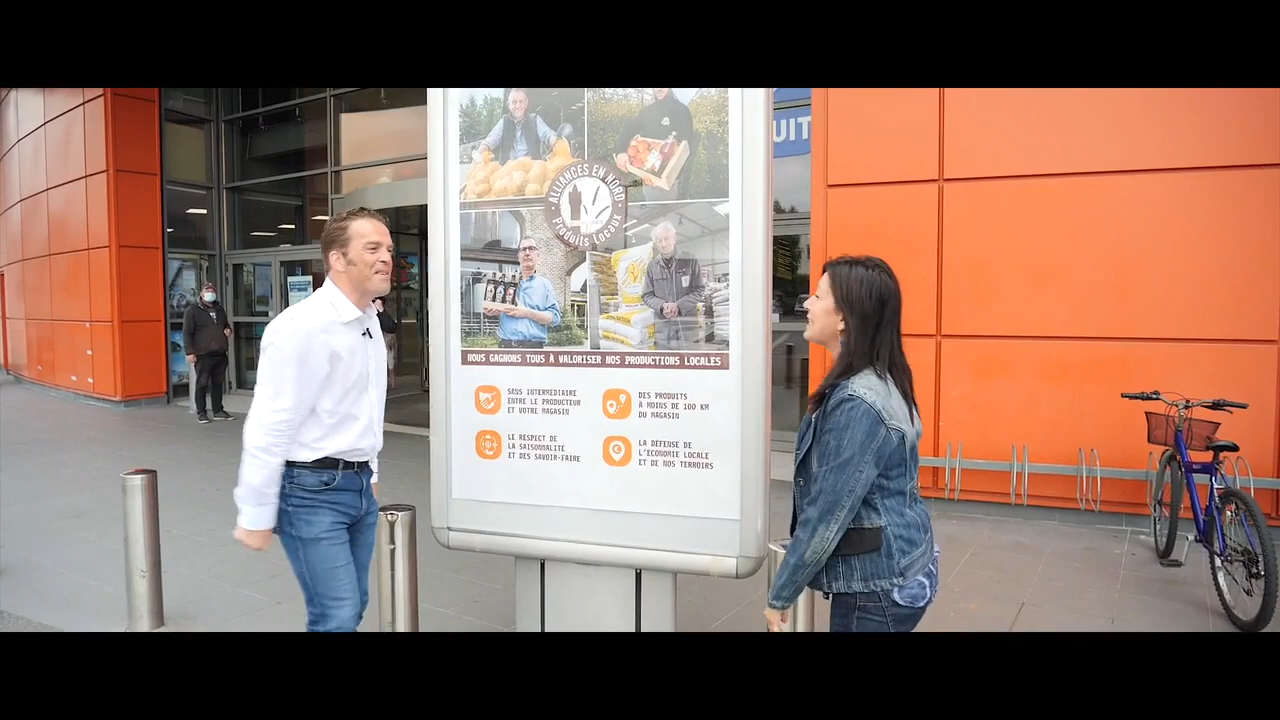 ALLIANCES EN NORD
Produits Locaux
UIT
NOUS GAGNONS TOUS À VALORISER NOS PRODUCTIONS LOCALES
SANS INTERMÉDIAIRE
ENTRE LE PRODUCTEUR
ET VOTRE MAGASIN
DES PRODUITS
À MOINS DE 100 KM
DU MAGASIN
LE RESPECT DE
LA SAISONNALITÉ
ET DES SAVOIR-FAIRE
LA DÉFENSE DE
L'ÉCONOMIE LOCALE
ET DE NOS TERROIRS